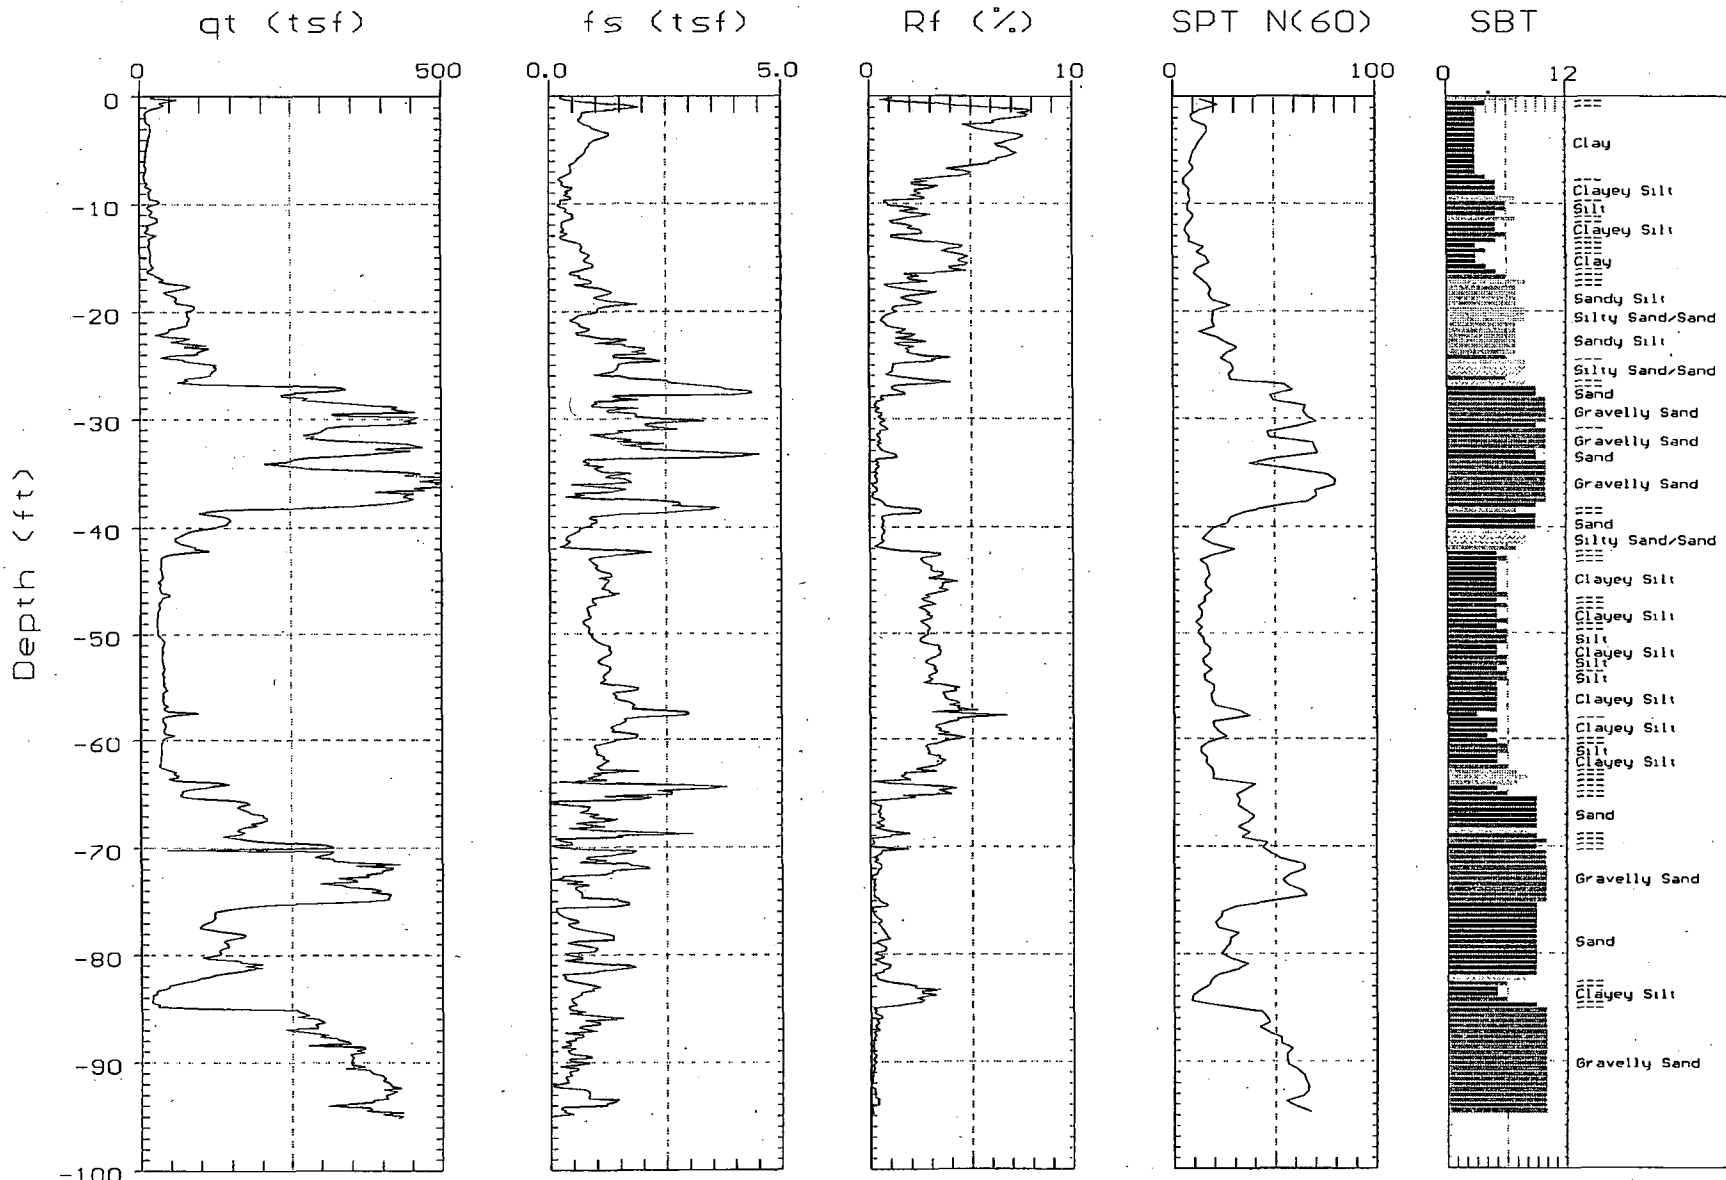 qt (tsf) fs (tsf) Rf (%) SPT N(60) SBT
0 500 0.0 5.0 0 10 0 100 0 12
Depth (ft)
0
-10
-20
-30
-40
-50
-60
-70
-80
-90
-100
Clay
Clayey Silt
Silt
Clayey Silt
Clay
Sandy Silt
Silty Sand/Sand
Sandy Silt
Silty Sand/Sand
Sand
Gravelly Sand
Gravelly Sand
Sand
Gravelly Sand
Sand
Silty Sand/Sand
Clayey Silt
Clayey Silt
Silt
Clayey Silt
Silt
Silt
Clayey Silt
Clayey Silt
Silt
Clayey Silt
Sand
Gravelly Sand
Sand
Clayey Silt
Gravelly Sand